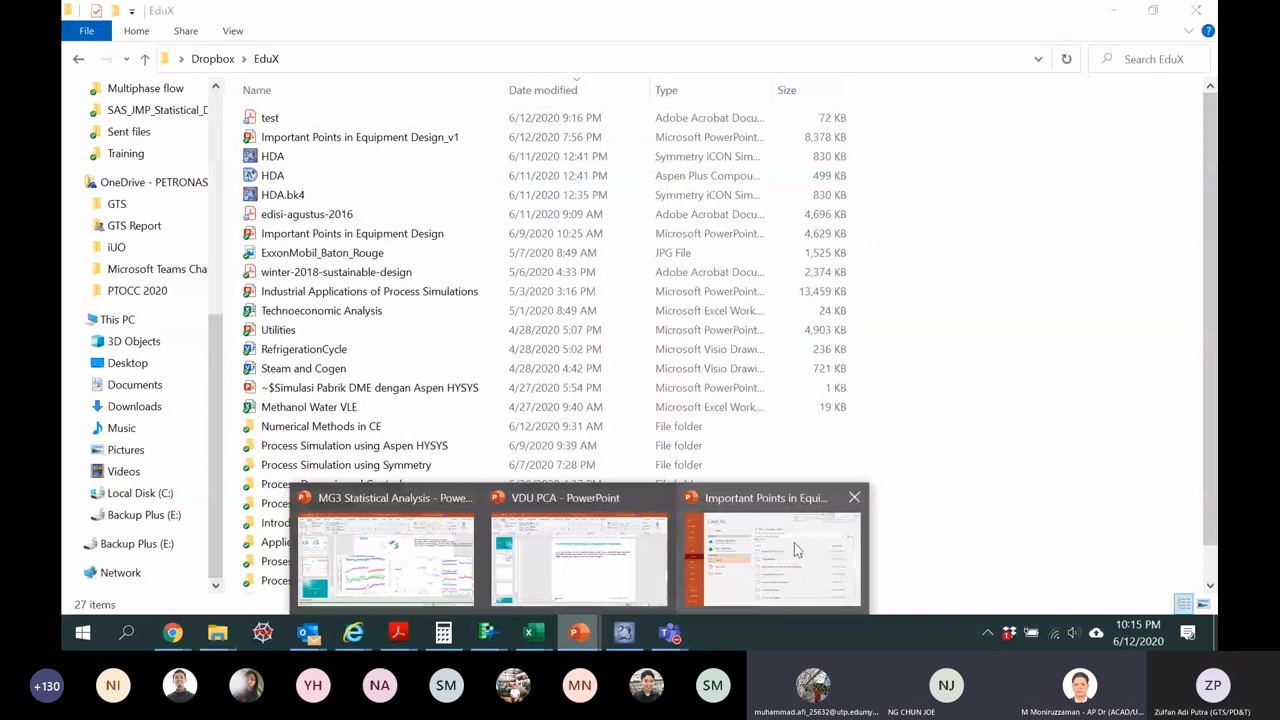 EduX
File
Home
Share
View
Dropbox
EduX
Search EduX
Multiphase flow
SAS_JMP_Statistical_D
Sent files
Training
OneDrive - PETRONAS
GTS
GTS Report
iUO
Microsoft Teams Cha
PTOCC 2020
This PC
3D Objects
Desktop
Documents
Downloads
Music
Pictures
Videos
Local Disk (C:)
Backup Plus (E:)
Backup Plus (E:)
Network
Name Date modified Type Size
test 6/12/2020 9:16 PM Adobe Acrobat Docu... 72 KB
Important Points in Equipment Design_v1 6/12/2020 7:56 PM Microsoft PowerPoint... 8,378 KB
HDA 6/11/2020 12:41 PM Symmetry iCON Sim... 830 KB
HDA 6/11/2020 12:41 PM Aspen Plus Compou... 499 KB
HDA.bk4 6/11/2020 12:35 PM Symmetry iCON Sim... 830 KB
edisi-agustus-2016 6/11/2020 9:09 AM Adobe Acrobat Docu... 4,696 KB
Important Points in Equipment Design 6/9/2020 10:25 AM Microsoft PowerPoint... 4,629 KB
ExxonMobil_Baton_Rouge 5/7/2020 8:49 AM JPG File 1,525 KB
winter-2018-sustainable-design 5/6/2020 4:33 PM Adobe Acrobat Docu... 2,374 KB
Industrial Applications of Process Simulations 5/3/2020 3:16 PM Microsoft PowerPoint... 13,459 KB
Technoeconomic Analysis 5/1/2020 8:49 AM Microsoft Excel Work... 24 KB
Utilities 4/28/2020 5:07 PM Microsoft PowerPoint... 4,903 KB
RefrigerationCycle 4/28/2020 5:02 PM Microsoft Visio Drawi... 236 KB
Steam and Cogen 4/28/2020 4:42 PM Microsoft Visio Drawi... 721 KB
~$Simulasi Pabrik DME dengan Aspen HYSYS 4/27/2020 5:54 PM Microsoft PowerPoint... 1 KB
Methanol Water VLE 4/27/2020 9:40 AM Microsoft Excel Work... 19 KB
Numerical Methods in CE 6/12/2020 9:31 AM File folder
Process Simulation using Aspen HYSYS 6/9/2020 9:39 AM File folder
Process Simulation using Symmetry 6/7/2020 7:28 PM File folder
MG3 Statistical Analysis - Powe...
VDU PCA - PowerPoint
Important Points in Equi...
27 items
10:15 PM
6/12/2020
+130
NI
YH
NA
SM
MN
SM
NJ
ZP
muhammad.afi_25632@utp.edu.my...
NG CHUN JOE
M Moniruzzaman - AP Dr (ACAD/U...
Zulfan Adi Putra (GTS/PD&T)